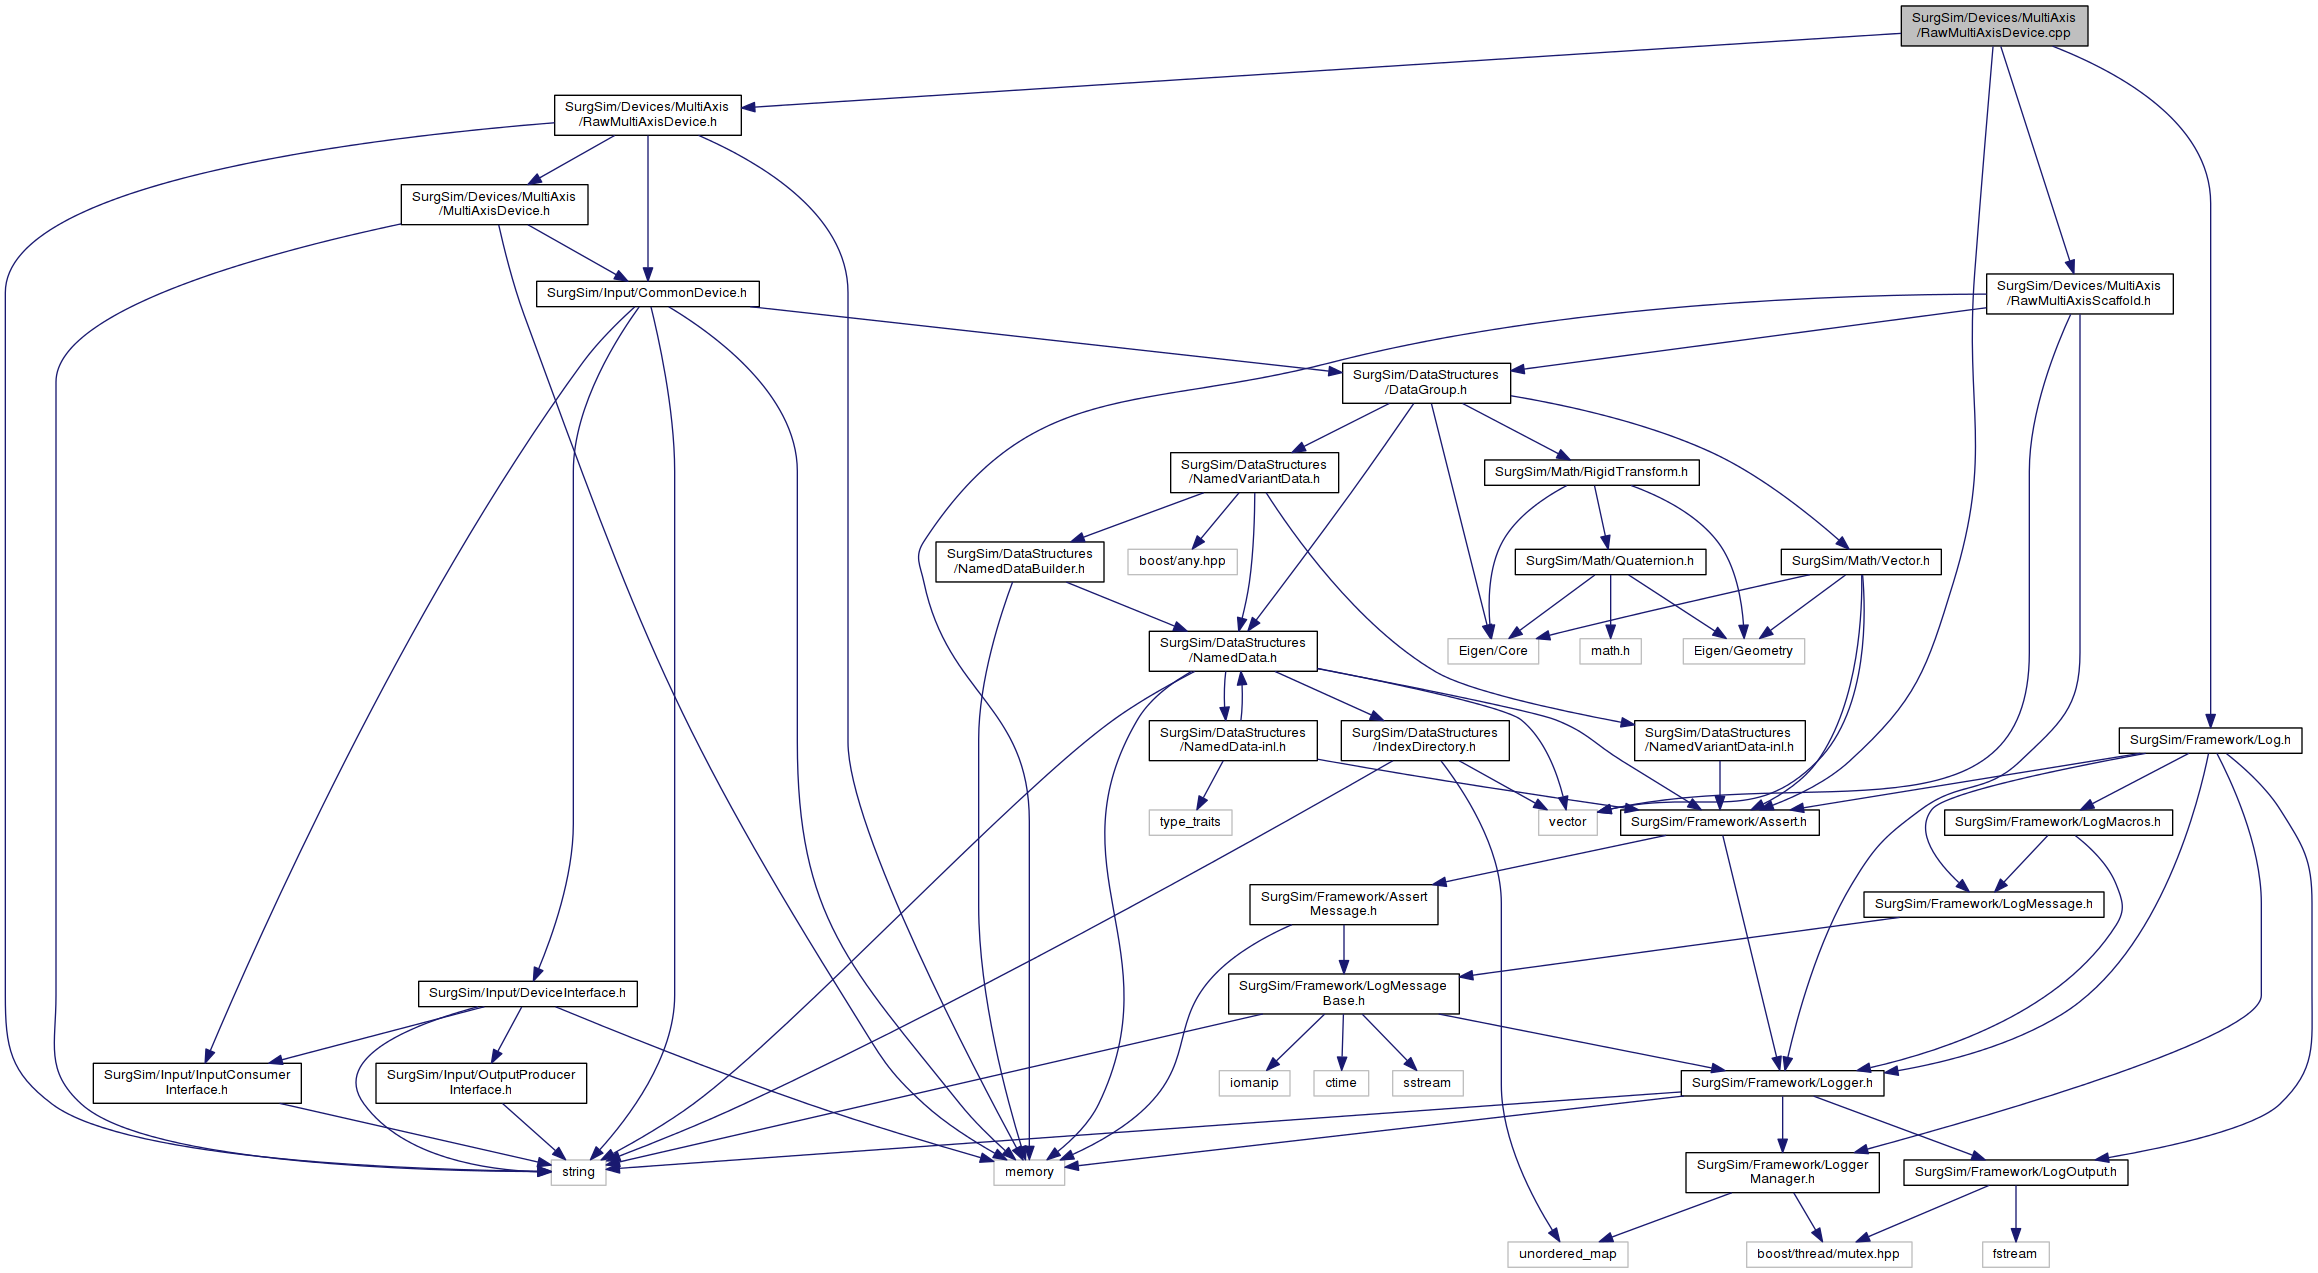 SurgSim/Devices/MultiAxis
/RawMultiAxisDevice.cpp
SurgSim/Devices/MultiAxis
/RawMultiAxisDevice.h
SurgSim/Devices/MultiAxis
/MultiAxisDevice.h
SurgSim/Input/CommonDevice.h
SurgSim/Devices/MultiAxis
/RawMultiAxisScaffold.h
SurgSim/DataStructures
/DataGroup.h
SurgSim/DataStructures
/NamedVariantData.h
SurgSim/Math/RigidTransform.h
SurgSim/DataStructures
/NamedDataBuilder.h
boost/any.hpp
SurgSim/Math/Quaternion.h
SurgSim/Math/Vector.h
SurgSim/DataStructures
/NamedData.h
Eigen/Core
math.h
Eigen/Geometry
SurgSim/DataStructures
/NamedData-inl.h
SurgSim/DataStructures
/IndexDirectory.h
SurgSim/DataStructures
/NamedVariantData-inl.h
SurgSim/Framework/Log.h
type_traits
vector
SurgSim/Framework/Assert.h
SurgSim/Framework/LogMacros.h
SurgSim/Framework/Assert
Message.h
SurgSim/Framework/LogMessage.h
SurgSim/Input/DeviceInterface.h
SurgSim/Framework/LogMessage
Base.h
SurgSim/Input/InputConsumer
Interface.h
SurgSim/Input/OutputProducer
Interface.h
iomanip
ctime
sstream
SurgSim/Framework/Logger.h
string
memory
SurgSim/Framework/Logger
Manager.h
SurgSim/Framework/LogOutput.h
unordered_map
boost/thread/mutex.hpp
fstream